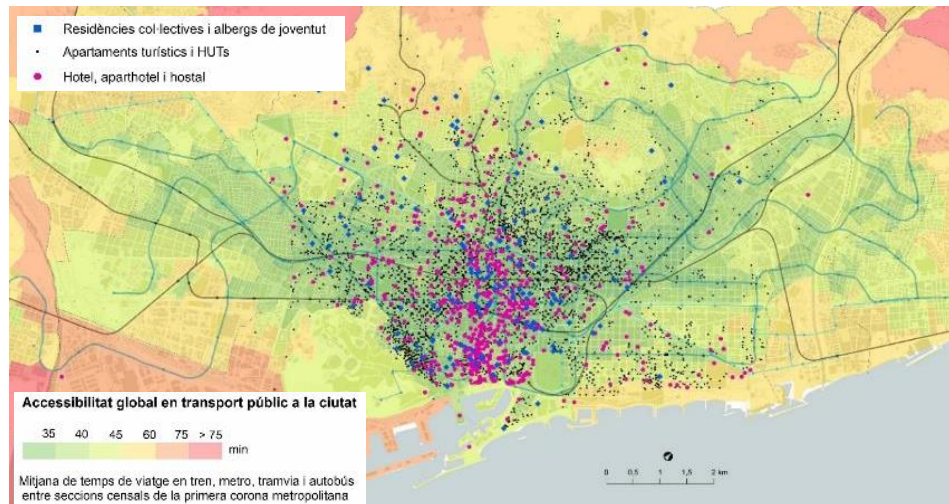 Residències col·lectives i albergs de joventut
Apartaments turístics i HUTs
Hotel, aparthotel i hostal
Accessibilitat global en transport públic a la ciutat
35 40 45 60 75 > 75
min
Mitjana de temps de viatge en tren, metro, tramvia i autobús
entre seccions censals de la primera corona metropolitana
0 0,5 1 1,5 2 km